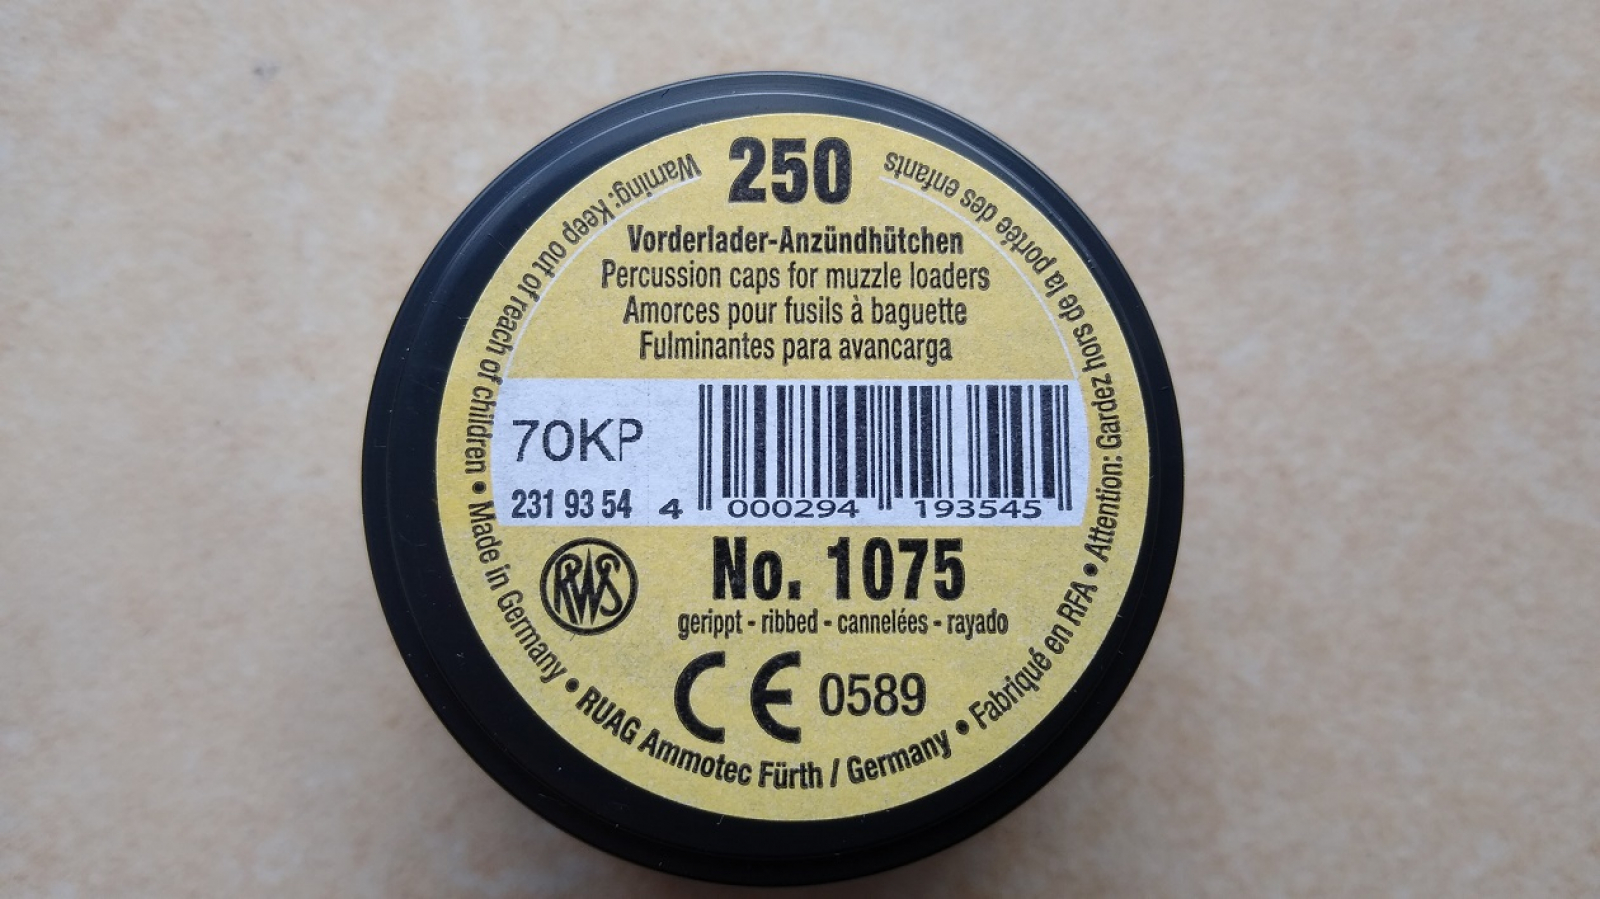 250
Vorderlader-Anzündhütchen
Percussion caps for muzzle loaders
Amorces pour fusils à baguette
Fulminantes para avancarga
70KP
231 93 54
4 000294 193545
No. 1075
gerippt - ribbed - cannelées - rayado
RWS
CE 0589
Warning: Keep out of reach of children • Made in Germany • RUAG Ammotec Fürth / Germany • Fabriqué en RFA • Attention: Gardez hors de la portée des enfants